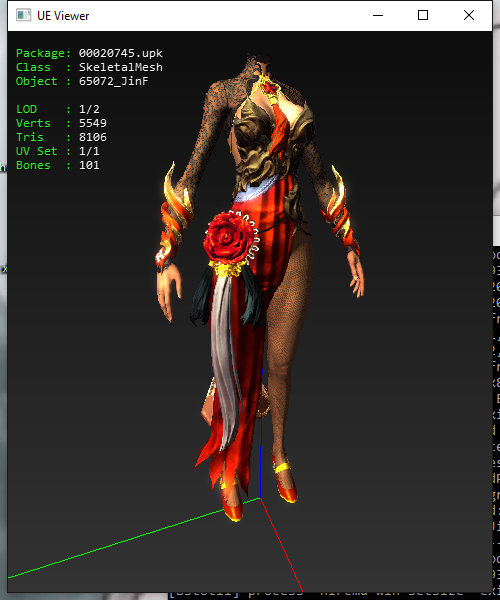 UE Viewer
Package: 00020745.upk
Class : SkeletalMesh
Object : 65072_JinF
LOD : 1/2
Verts : 5549
Tris : 8106
UV Set : 1/1
Bones : 101